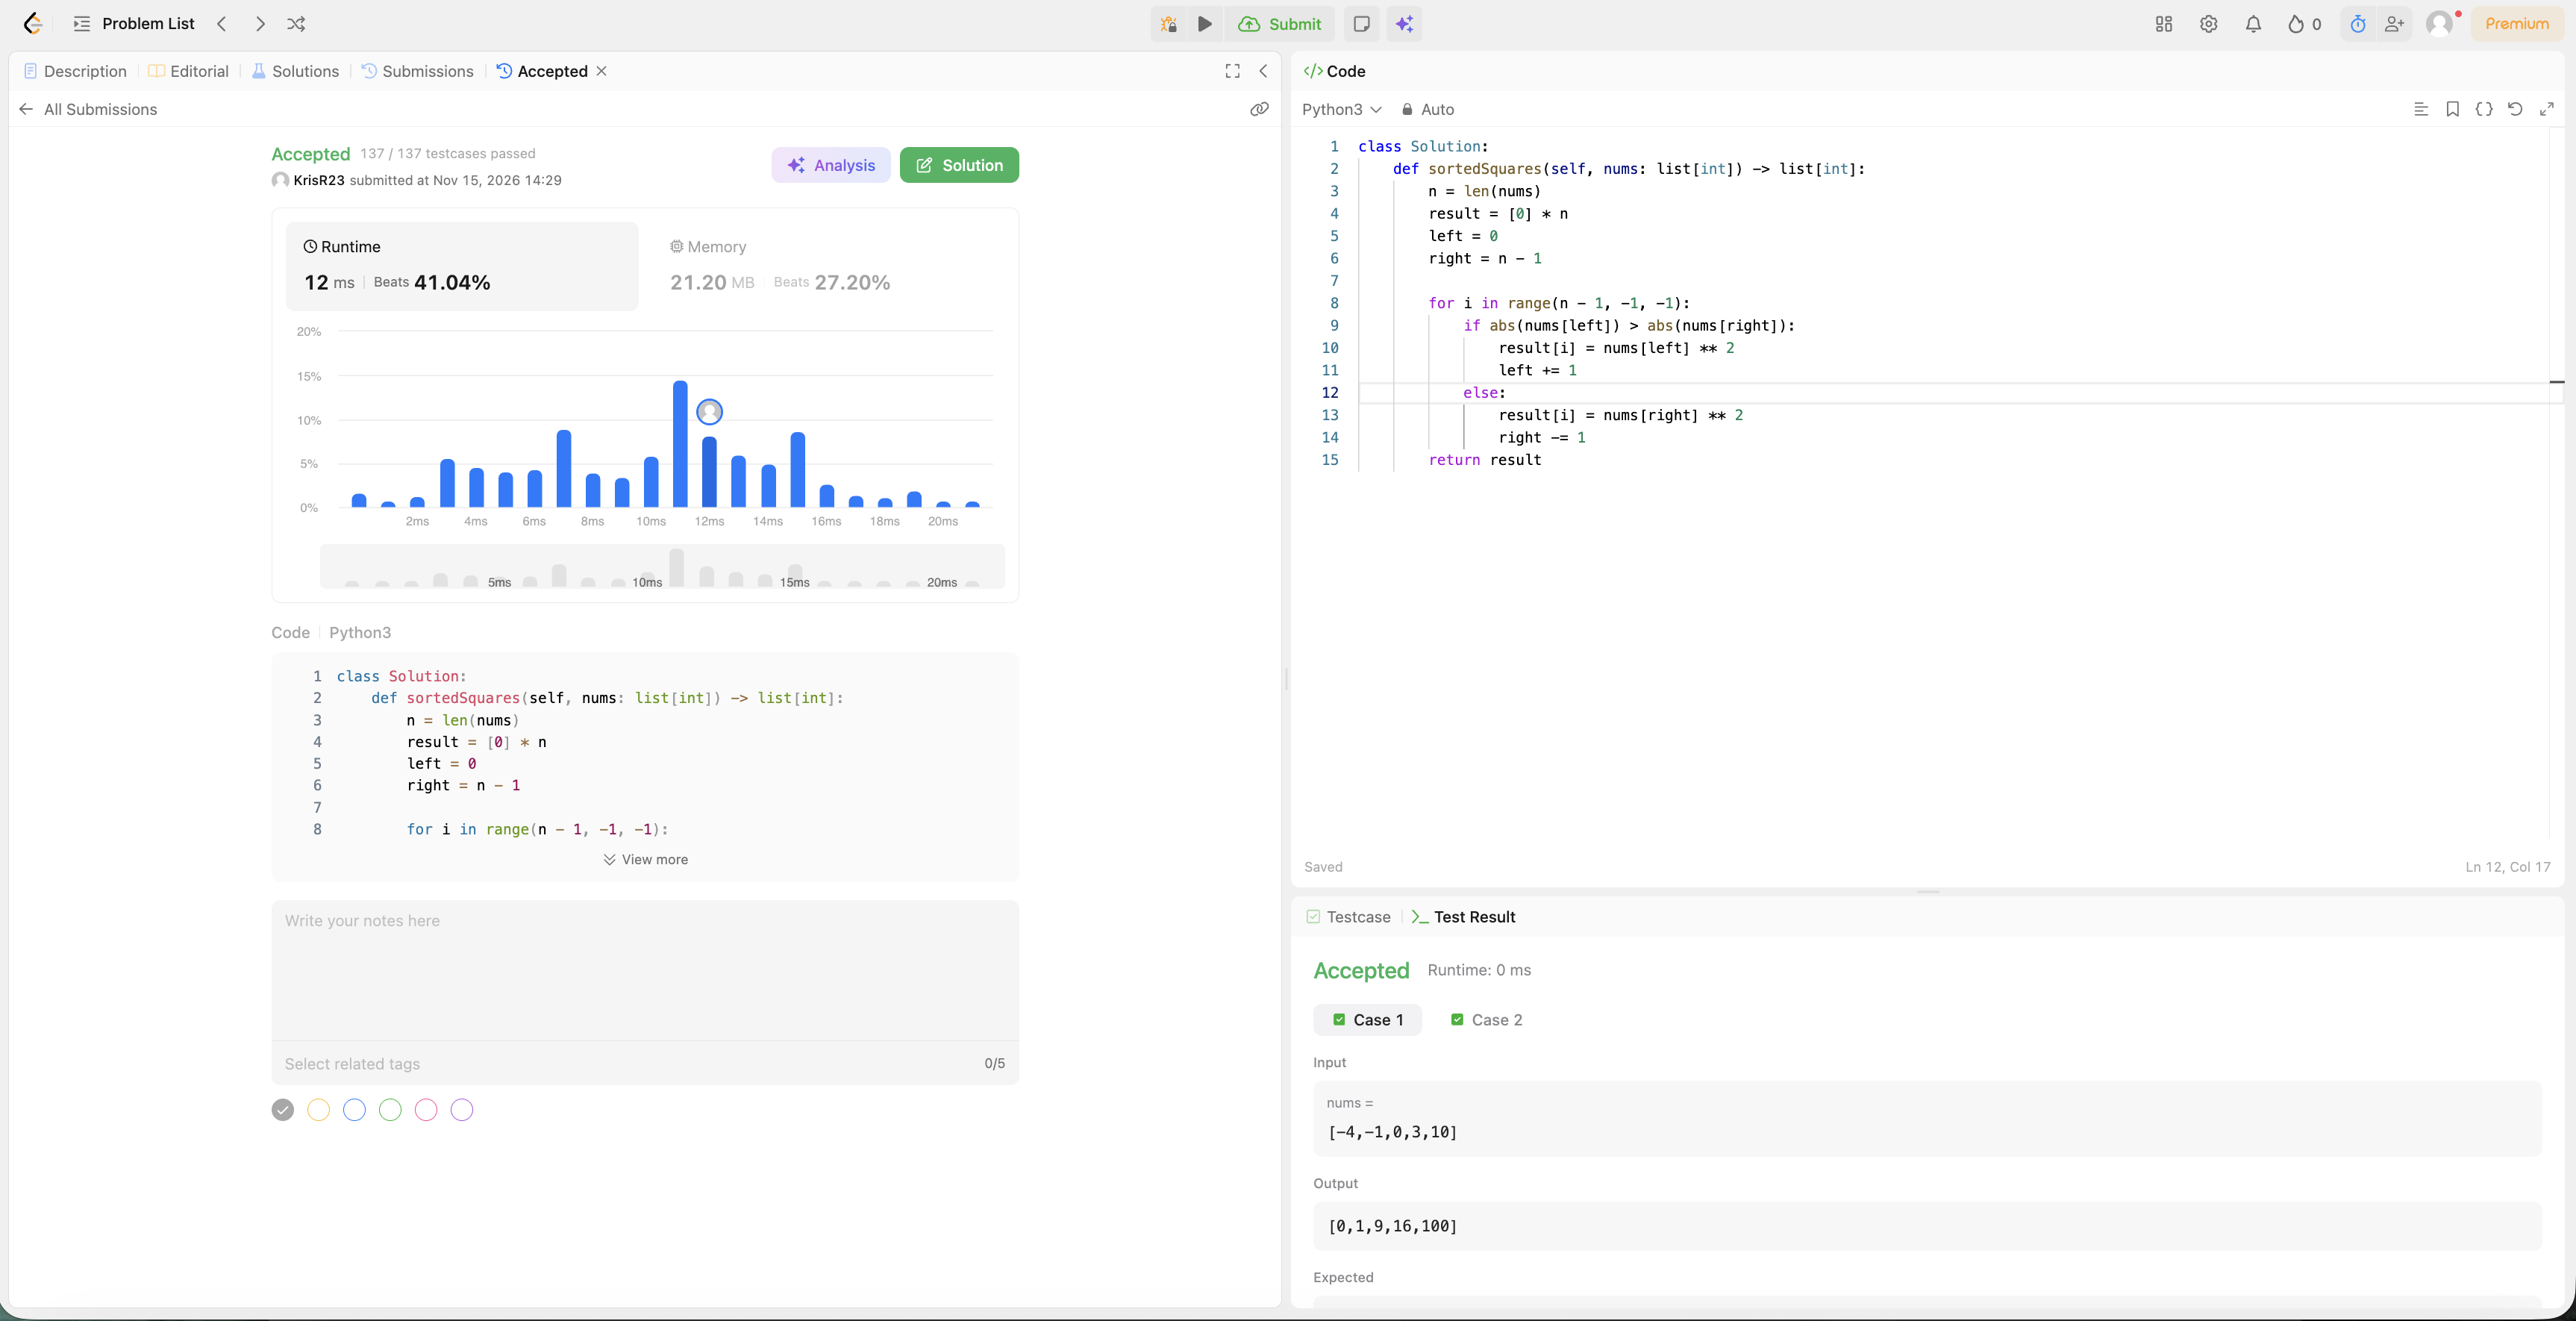 Problem List
Submit
0
Premium
Description
Editorial
Solutions
Submissions
Accepted
All Submissions
Accepted 137 / 137 testcases passed
KrisR23 submitted at Nov 15, 2026 14:29
Analysis
Solution
Runtime
12 ms Beats 41.04%
Memory
21.20 MB Beats 27.20%
20%
15%
10%
5%
0%
2ms 4ms 6ms 8ms 10ms 12ms 14ms 16ms 18ms 20ms
5ms 10ms 15ms 20ms
Code Python3
1 class Solution:
2     def sortedSquares(self, nums: list[int]) -> list[int]:
3         n = len(nums)
4         result = [0] * n
5         left = 0
6         right = n - 1
7
8         for i in range(n - 1, -1, -1):
View more
Write your notes here
Select related tags
0/5
</> Code
Python3
Auto
1 class Solution:
2     def sortedSquares(self, nums: list[int]) -> list[int]:
3         n = len(nums)
4         result = [0] * n
5         left = 0
6         right = n - 1
7
8         for i in range(n - 1, -1, -1):
9             if abs(nums[left]) > abs(nums[right]):
10                 result[i] = nums[left] ** 2
11                 left += 1
12             else:
13                 result[i] = nums[right] ** 2
14                 right -= 1
15         return result
Saved
Ln 12, Col 17
Testcase
Test Result
Accepted Runtime: 0 ms
Case 1
Case 2
Input
nums =
[-4,-1,0,3,10]
Output
[0,1,9,16,100]
Expected